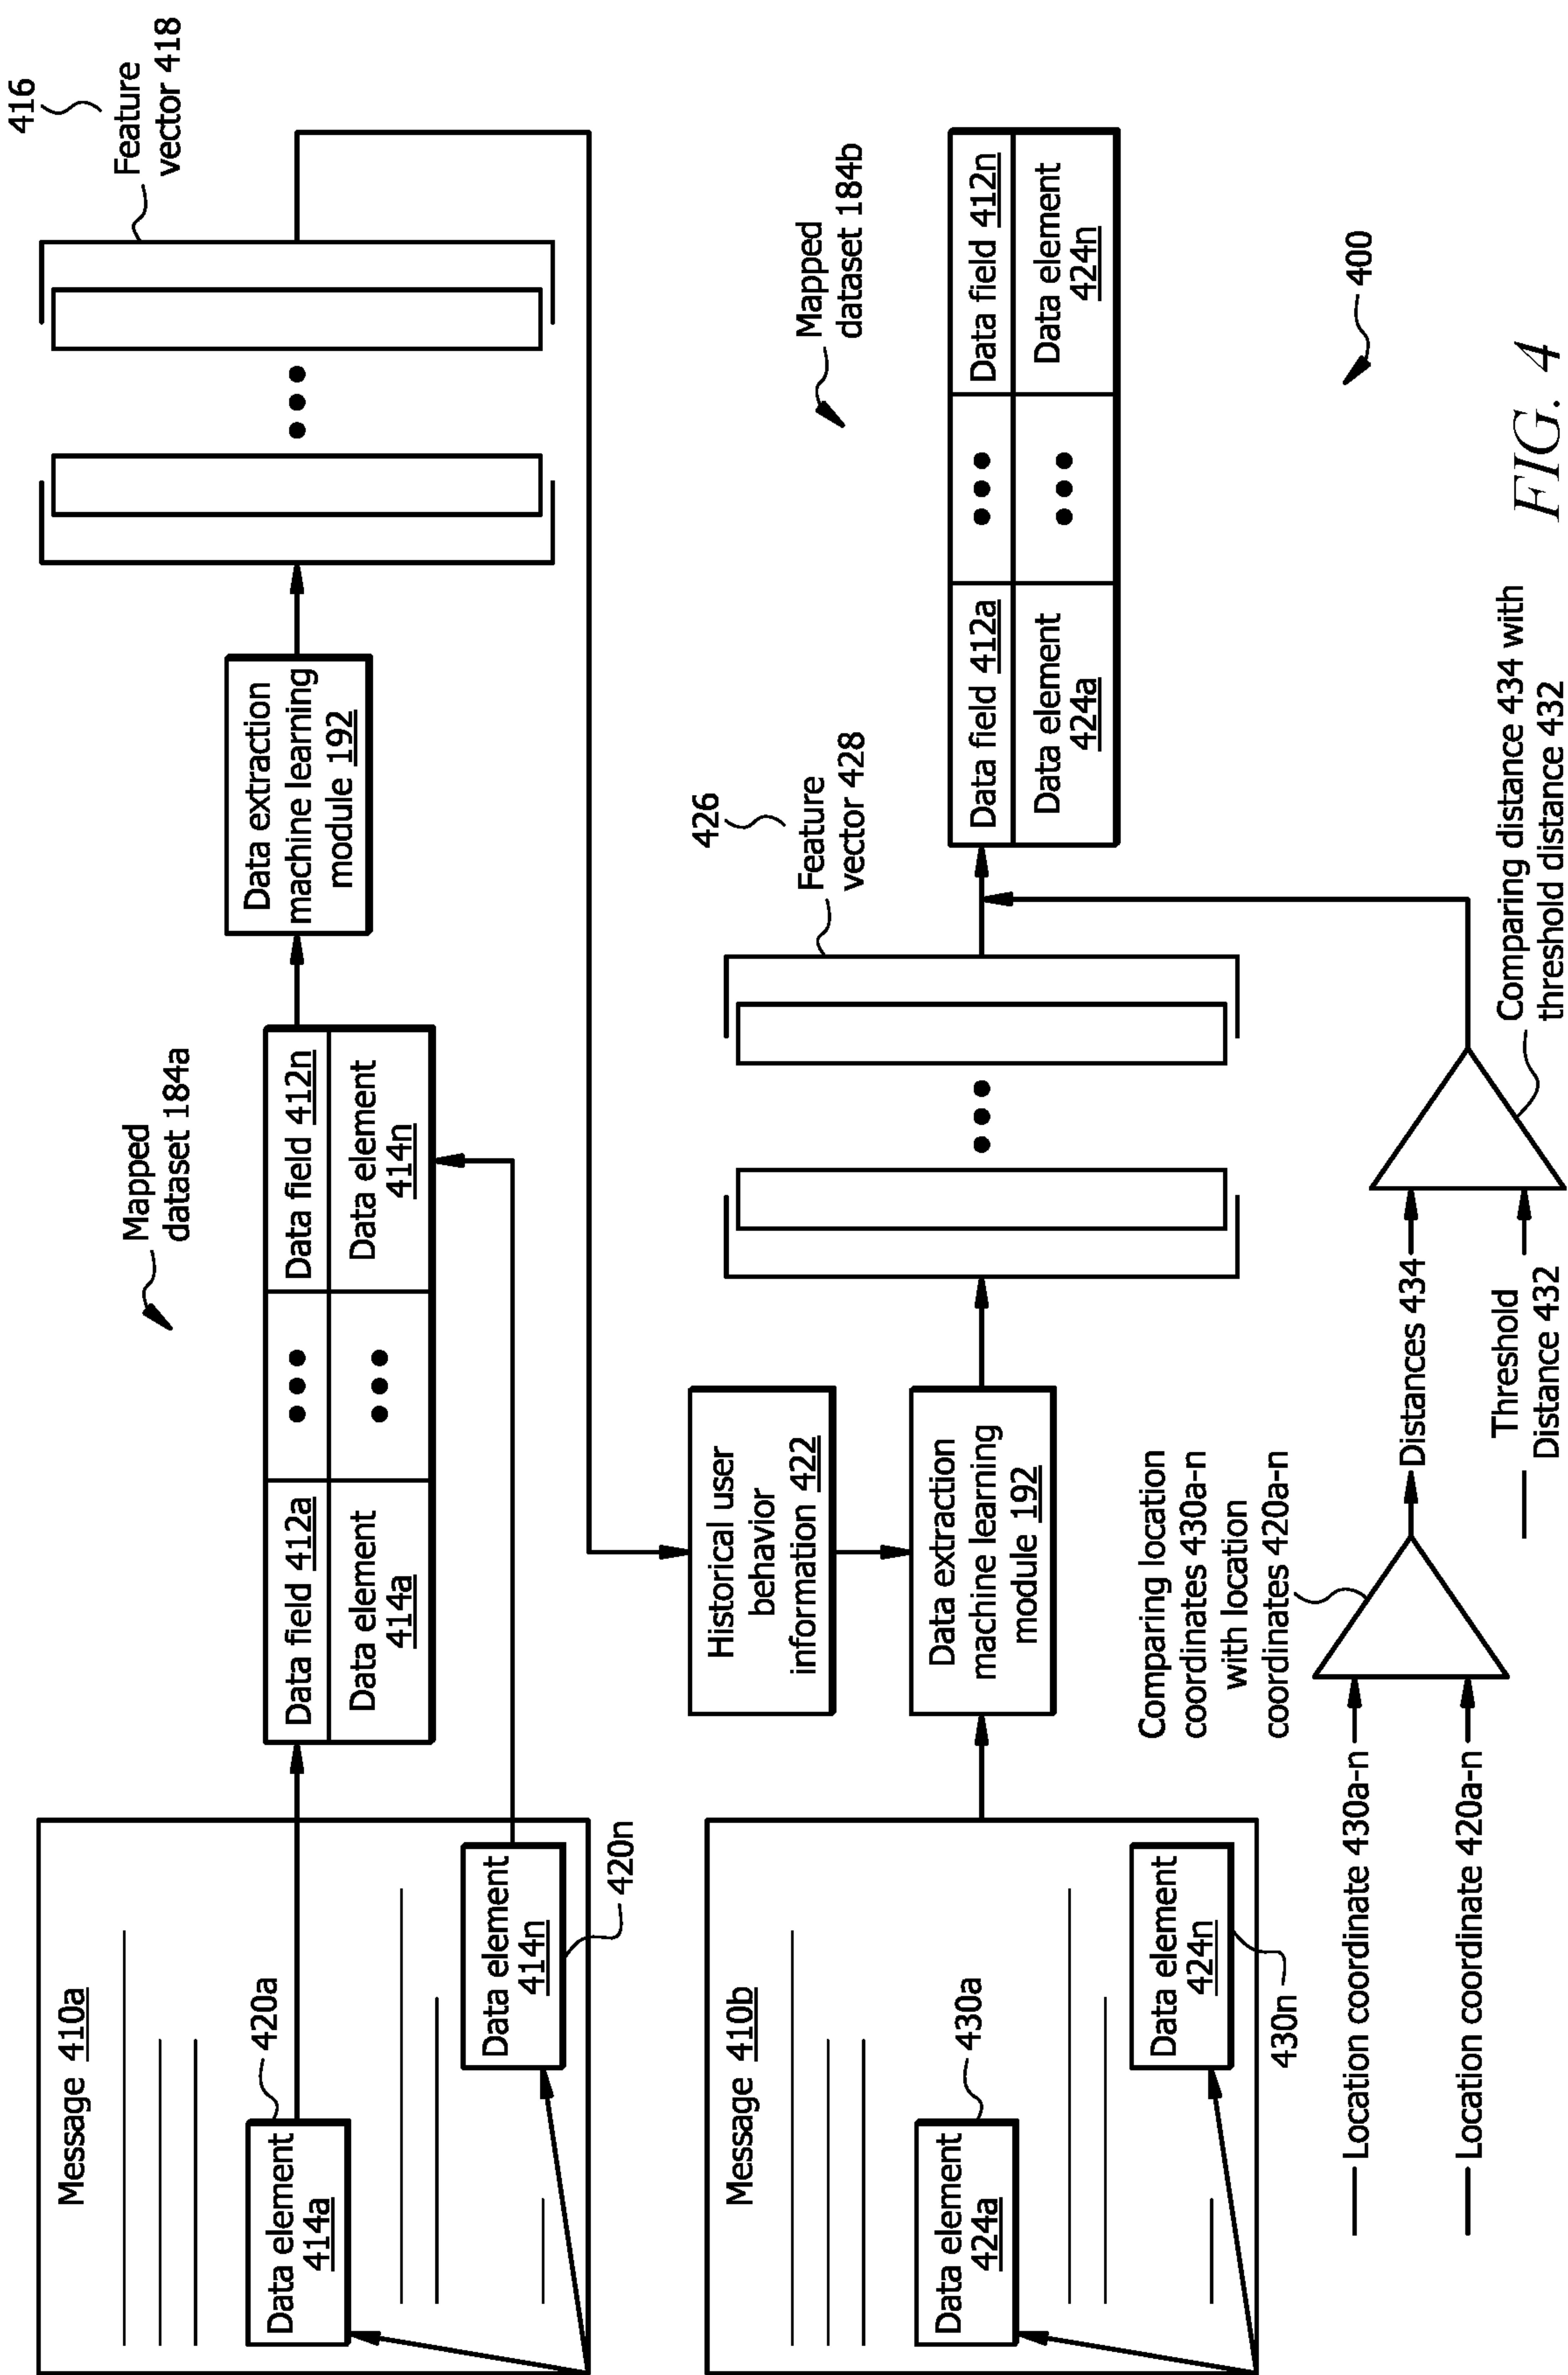 Message 410a
420a
Data element
414a
Data element
414n
420n
Mapped
dataset 184a
Data field 412a
Data field 412n
Data element
414a
Data element
414n
Data extraction
machine learning
module 192
416
Feature
vector 418
Message 410b
430a
Data element
424a
Data element
424n
430n
Historical user
behavior
information 422
Data extraction
machine learning
module 192
426
Feature
vector 428
Mapped
dataset 184b
Data field 412a
Data field 412n
Data element
424a
Data element
424n
Location coordinate 430a-n
Location coordinate 420a-n
Comparing location
coordinates 430a-n
with location
coordinates 420a-n
Distances 434
Threshold
Distance 432
Comparing distance 434 with
threshold distance 432
400
FIG. 4